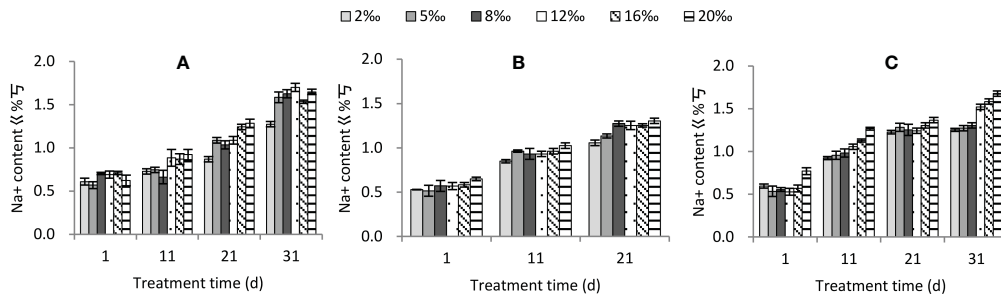 2‰ 5‰ 8‰ 12‰ 16‰ 20‰
A
Na+ content ⟪ %丂
2.0
1.5
1.0
0.5
0.0
1 11 21 31
Treatment time (d)
B
Na+ content ⟪ %丂
2.0
1.5
1.0
0.5
0.0
1 11 21
Treatment time (d)
C
Na+ content ⟪ %丂
2.0
1.5
1.0
0.5
0.0
1 11 21 31
Treatment time (d)